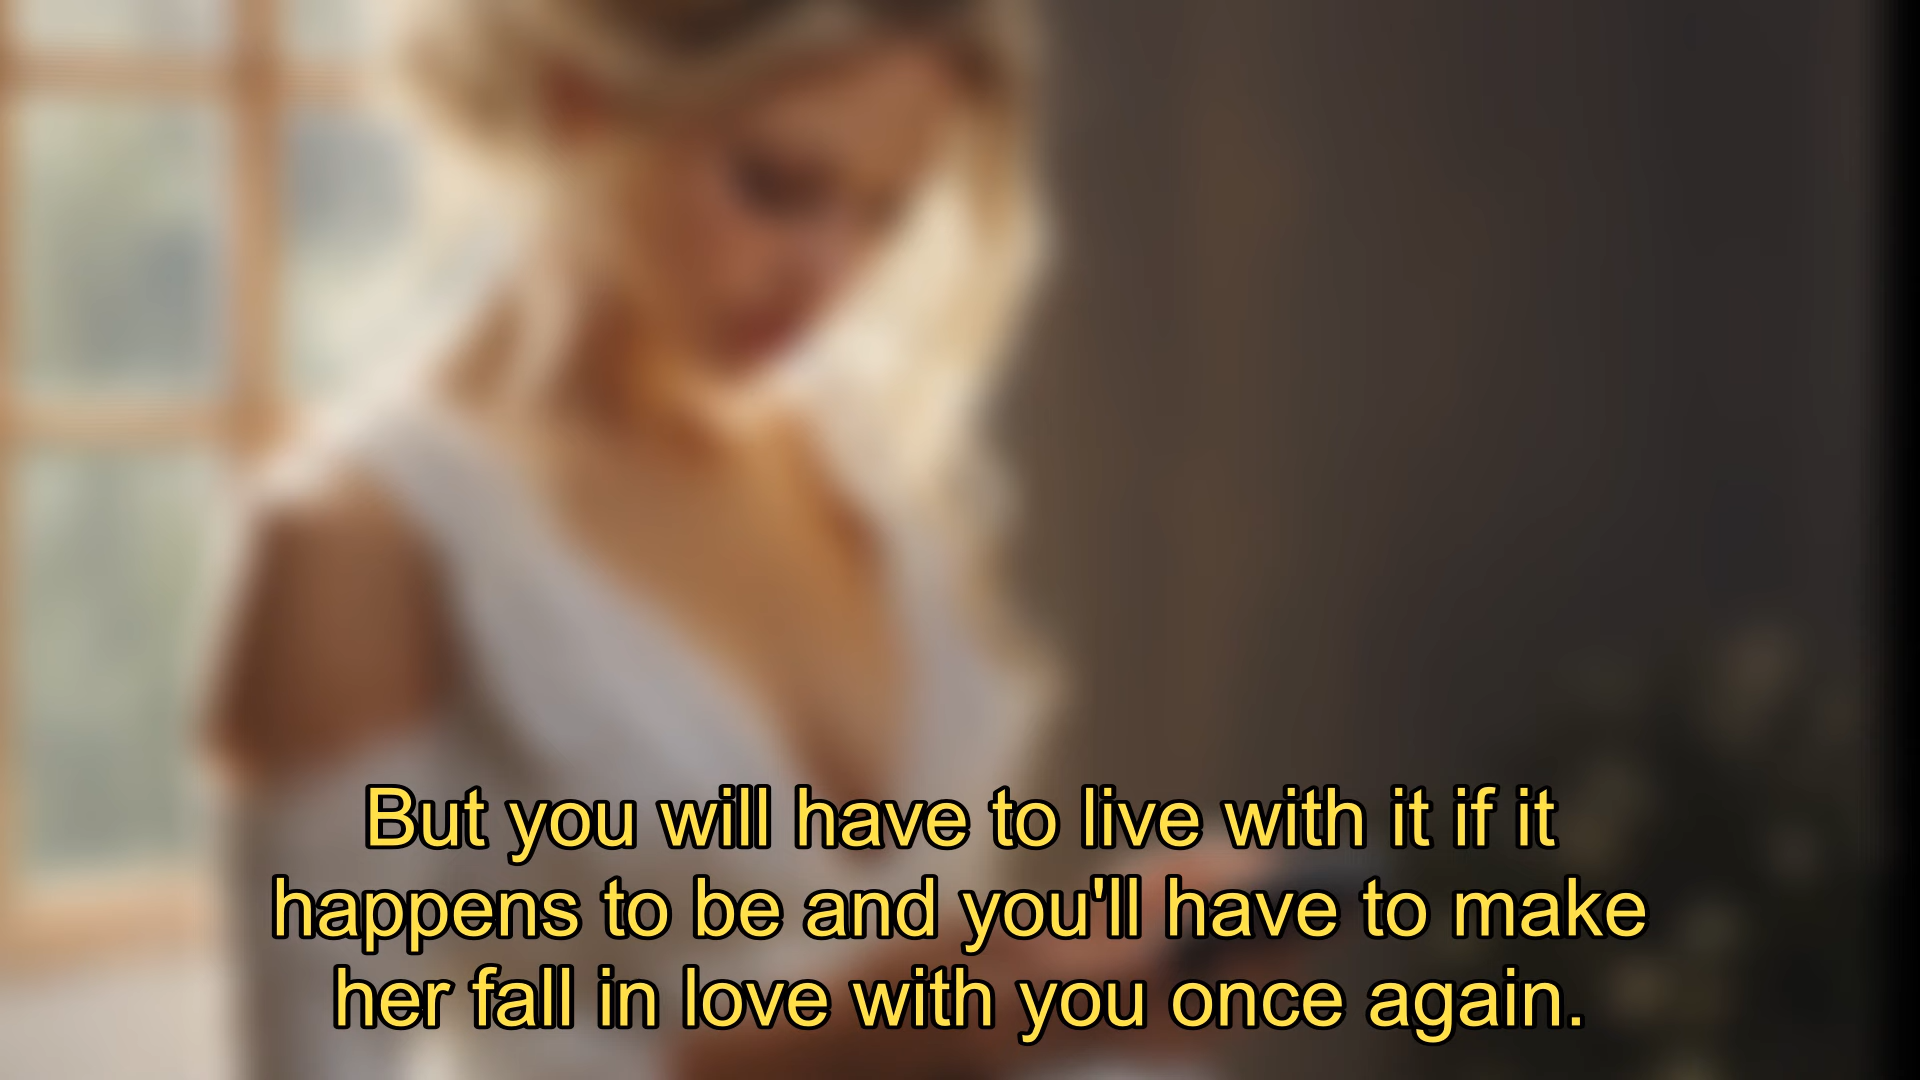 But you will have to live with it if it
happens to be and you'll have to make
her fall in love with you once again.